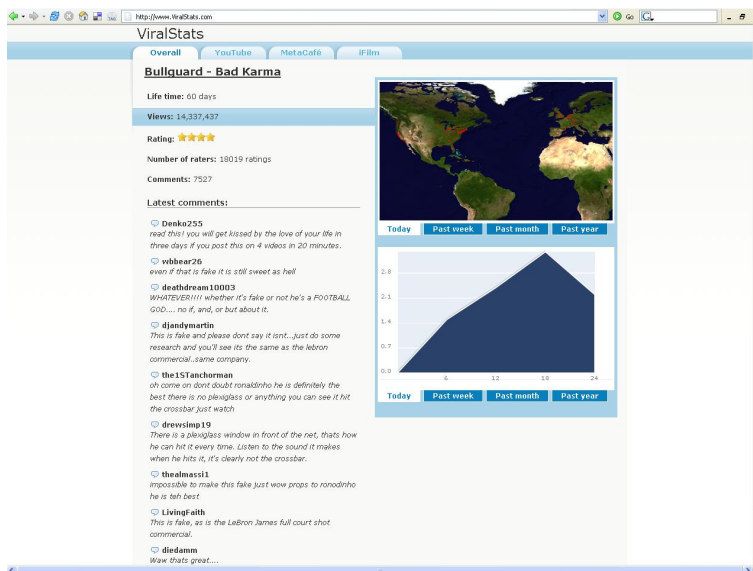 http://www.ViralStats.com
Go
ViralStats
Overall
YouTube
MetaCafé
iFilm
Bullguard - Bad Karma
Life time: 60 days
Views: 14,337,437
Rating:
Number of raters: 18019 ratings
Comments: 7527
Latest comments:
Denko255
read this! you will get kissed by the love of your life in
three days if you post this on 4 videos in 20 minutes.
wbbear26
even if that is fake it is still sweet as hell
deathdream10003
WHATEVER!!!! whether it's fake or not he's a FOOTBALL
GOD.... no if, and, or but about it.
djandymartin
This is fake and please dont say it isnt...just do some
research and you'll see its the same as the lebron
commercial..same company.
the1STanchorman
oh come on dont doubt ronaldinho he is definitely the
best there is no plexiglass or anything you can see it hit
the crossbar just watch
drewsimp19
There is a plexiglass window in front of the net, thats how
he can hit it every time. Listen to the sound it makes
when he hits it, it's clearly not the crossbar.
thealmassi1
impossible to make this fake just wow props to ronodinho
he is teh best
LivingFaith
This is fake, as is the LeBron James full court shot
commercial.
diedamm
Waw thats great....
Today
Past week
Past month
Past year
2.8
2.1
1.4
0.7
0.0
6
12
18
24
Today
Past week
Past month
Past year